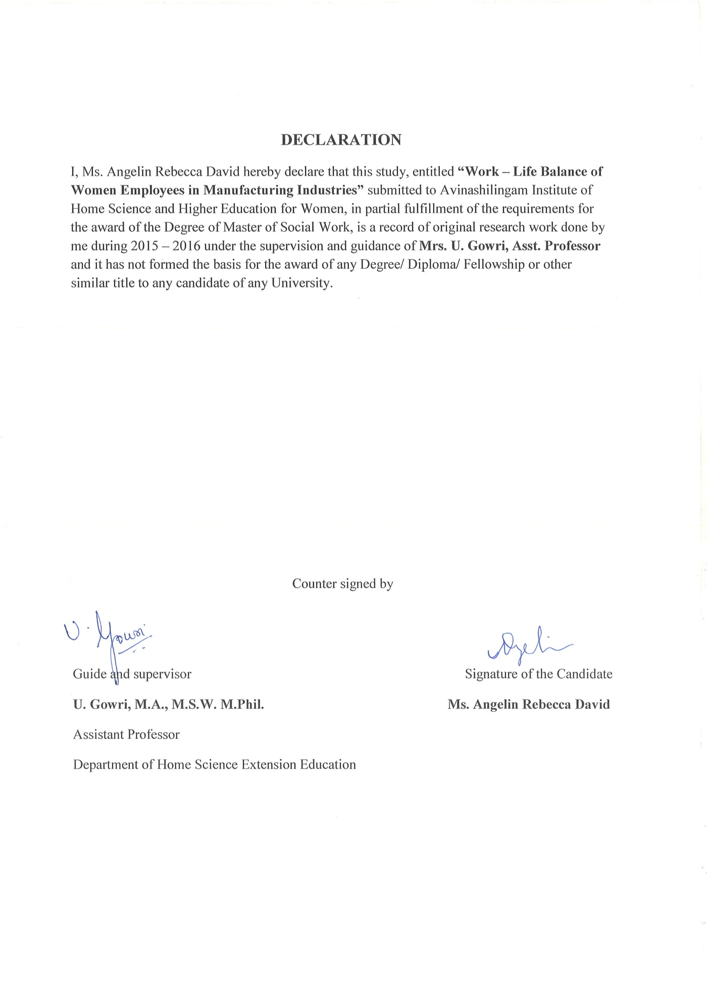 DECLARATION
I, Ms. Angelin Rebecca David hereby declare that this study, entitled “Work – Life Balance of
Women Employees in Manufacturing Industries” submitted to Avinashilingam Institute of
Home Science and Higher Education for Women, in partial fulfillment of the requirements for
the award of the Degree of Master of Social Work, is a record of original research work done by
me during 2015 – 2016 under the supervision and guidance of Mrs. U. Gowri, Asst. Professor
and it has not formed the basis for the award of any Degree/ Diploma/ Fellowship or other
similar title to any candidate of any University.
Counter signed by
U. Gowri
Angelin
Guide and supervisor
Signature of the Candidate
U. Gowri, M.A., M.S.W. M.Phil.
Ms. Angelin Rebecca David
Assistant Professor
Department of Home Science Extension Education